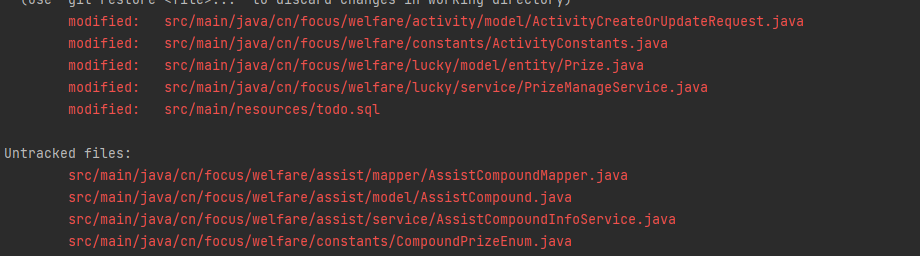 (use "git restore <file>..." to discard changes in working directory)
modified:   src/main/java/cn/focus/welfare/activity/model/ActivityCreateOrUpdateRequest.java
modified:   src/main/java/cn/focus/welfare/constants/ActivityConstants.java
modified:   src/main/java/cn/focus/welfare/lucky/model/entity/Prize.java
modified:   src/main/java/cn/focus/welfare/lucky/service/PrizeManageService.java
modified:   src/main/resources/todo.sql
Untracked files:
src/main/java/cn/focus/welfare/assist/mapper/AssistCompoundMapper.java
src/main/java/cn/focus/welfare/assist/model/AssistCompound.java
src/main/java/cn/focus/welfare/assist/service/AssistCompoundInfoService.java
src/main/java/cn/focus/welfare/constants/CompoundPrizeEnum.java